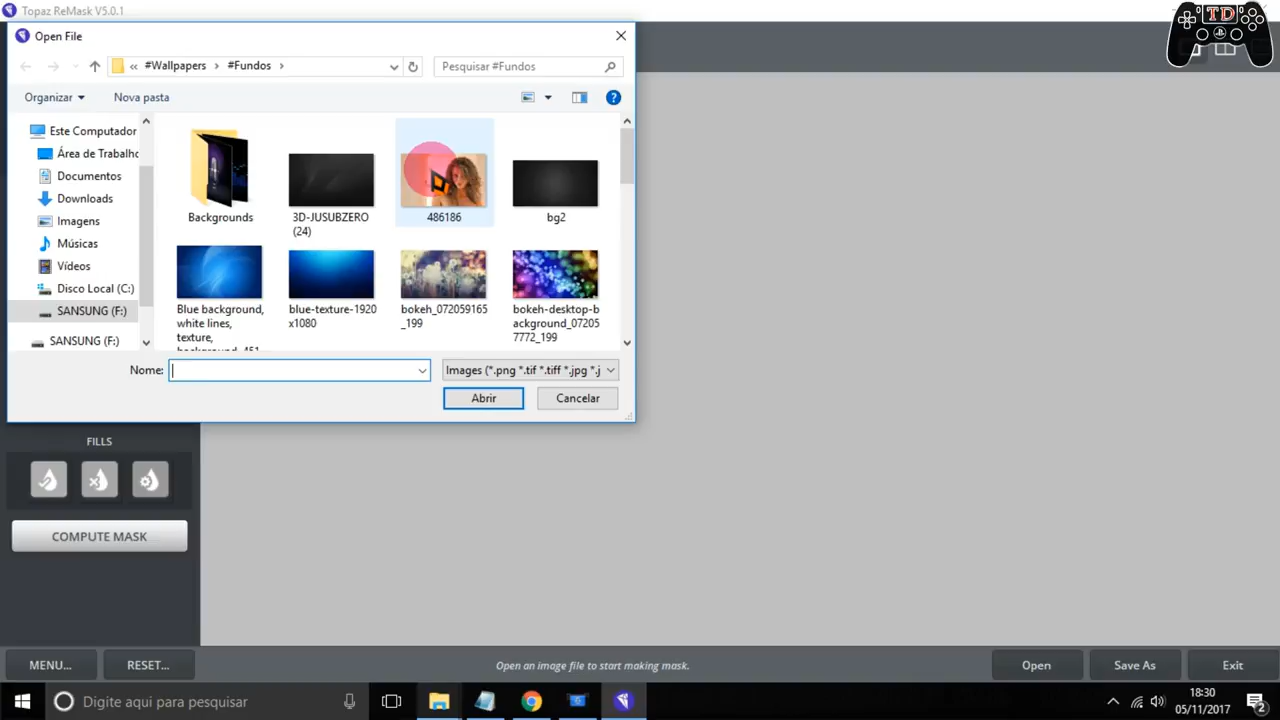 Topaz ReMask V5.0.1
TD
Open File
« #Wallpapers › #Fundos ›
Pesquisar #Fundos
Organizar
Nova pasta
Este Computador
Área de Trabalho
Documentos
Downloads
Imagens
Músicas
Vídeos
Disco Local (C:)
SANSUNG (F:)
SANSUNG (F:)
Backgrounds
3D-JUSUBZERO
(24)
486186
bg2
Blue background,
white lines,
texture,
blue-texture-1920
x1080
bokeh_072059165
_199
bokeh-desktop-b
ackground_07205
7772_199
Nome:
Images (*.png *.tif *.tiff *.jpg *.j
Abrir
Cancelar
FILLS
COMPUTE MASK
MENU...
RESET...
Open an image file to start making mask.
Open
Save As
Exit
Digite aqui para pesquisar
18:30
05/11/2017
2